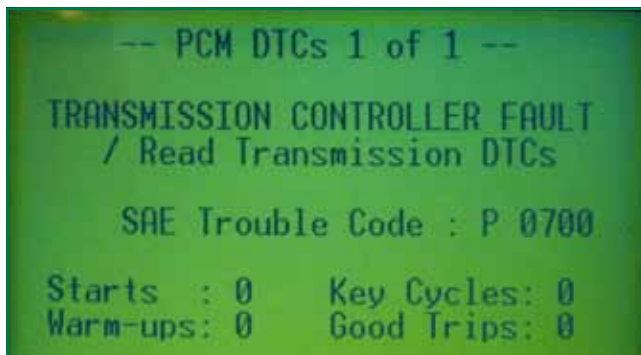 -- PCM DTCs 1 of 1 --
TRANSMISSION CONTROLLER FAULT
/ Read Transmission DTCs
SAE Trouble Code : P 0700
Starts : 0 Key Cycles: 0
Warm-ups: 0 Good Trips: 0